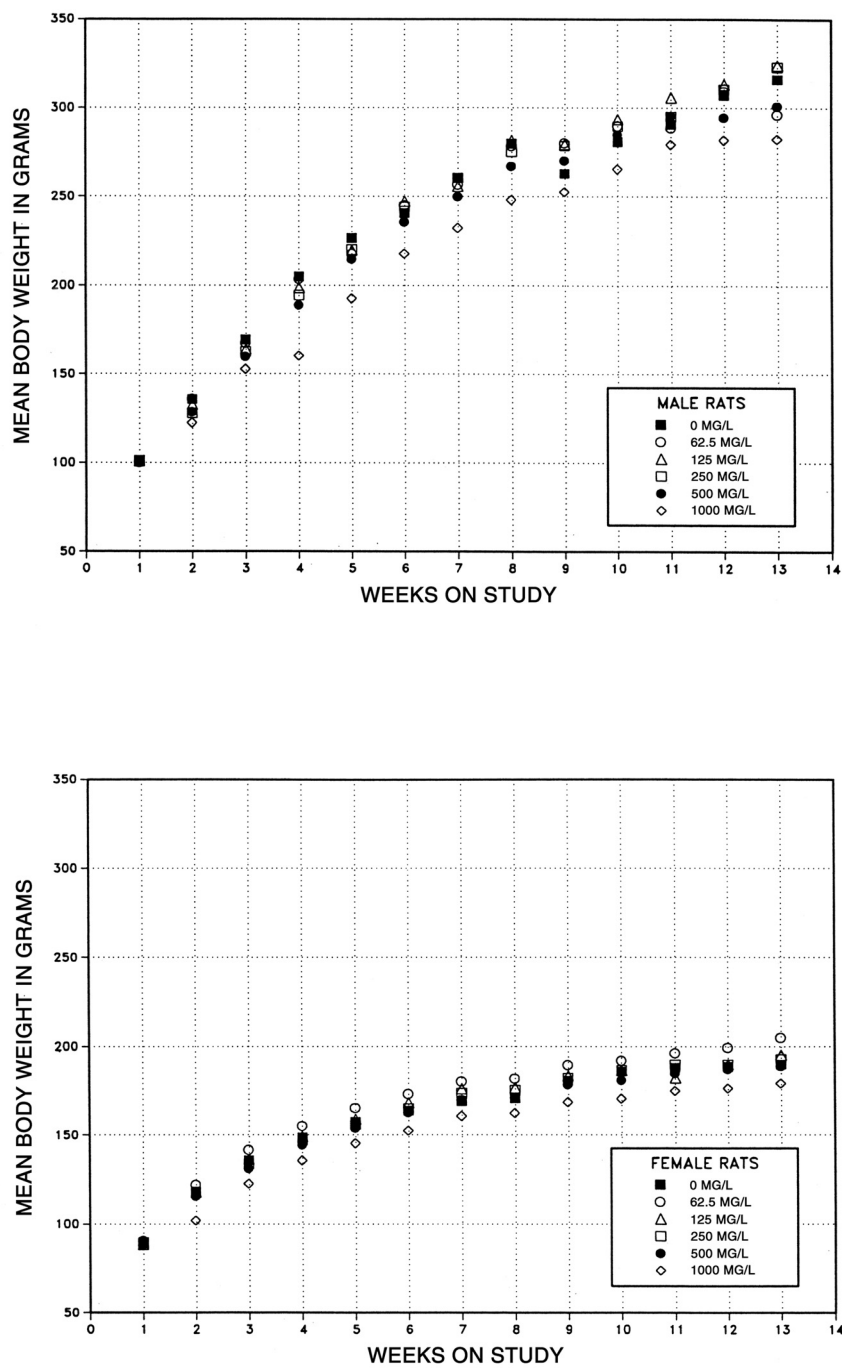 350
300
250
200
150
100
50
MEAN BODY WEIGHT IN GRAMS
MALE RATS
0 MG/L
62.5 MG/L
125 MG/L
250 MG/L
500 MG/L
1000 MG/L
0 1 2 3 4 5 6 7 8 9 10 11 12 13 14
WEEKS ON STUDY
350
300
250
200
150
100
50
MEAN BODY WEIGHT IN GRAMS
FEMALE RATS
0 MG/L
62.5 MG/L
125 MG/L
250 MG/L
500 MG/L
1000 MG/L
0 1 2 3 4 5 6 7 8 9 10 11 12 13 14
WEEKS ON STUDY